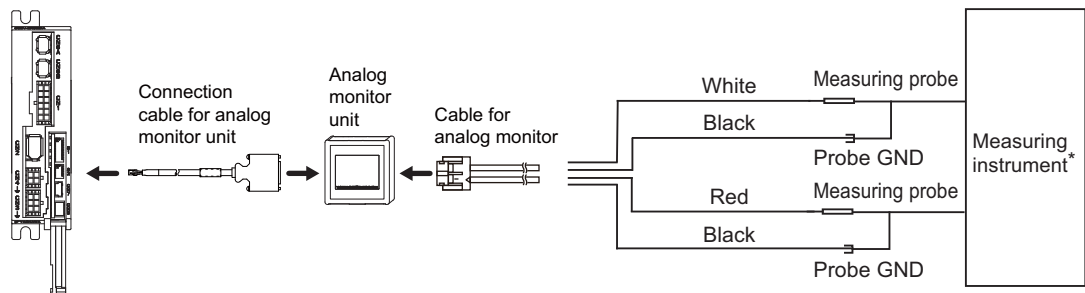 Connection
cable for analog
monitor unit
Analog
monitor
unit
Cable for
analog monitor
White
Measuring probe
Black
Probe GND
Red
Measuring probe
Black
Probe GND
Measuring
instrument*